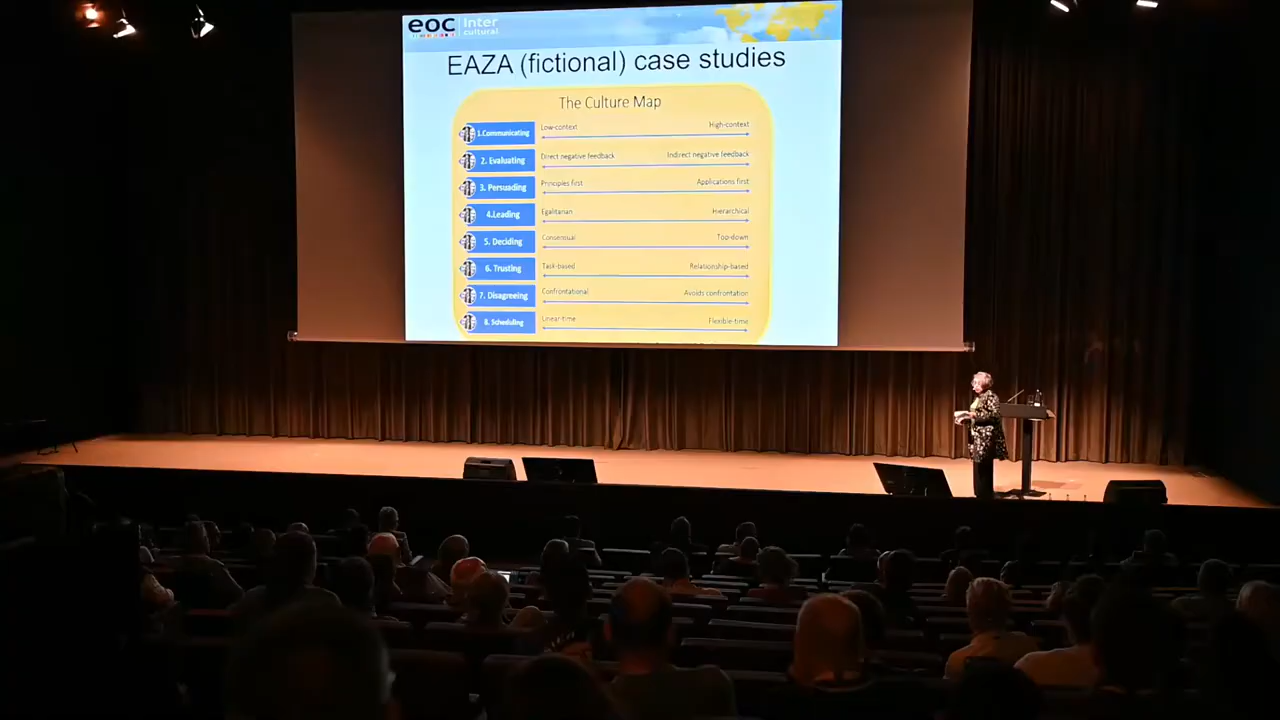 eoc Inter
cultural
EAZA (fictional) case studies
The Culture Map
1.Communicating Low-context High-context
2. Evaluating Direct negative feedback Indirect negative feedback
3. Persuading Principles first Applications first
4.Leading Egalitarian Hierarchical
5. Deciding Consensual Top-down
6. Trusting Task-based Relationship-based
7. Disagreeing Confrontational Avoids confrontation
8. Scheduling Linear-time Flexible-time